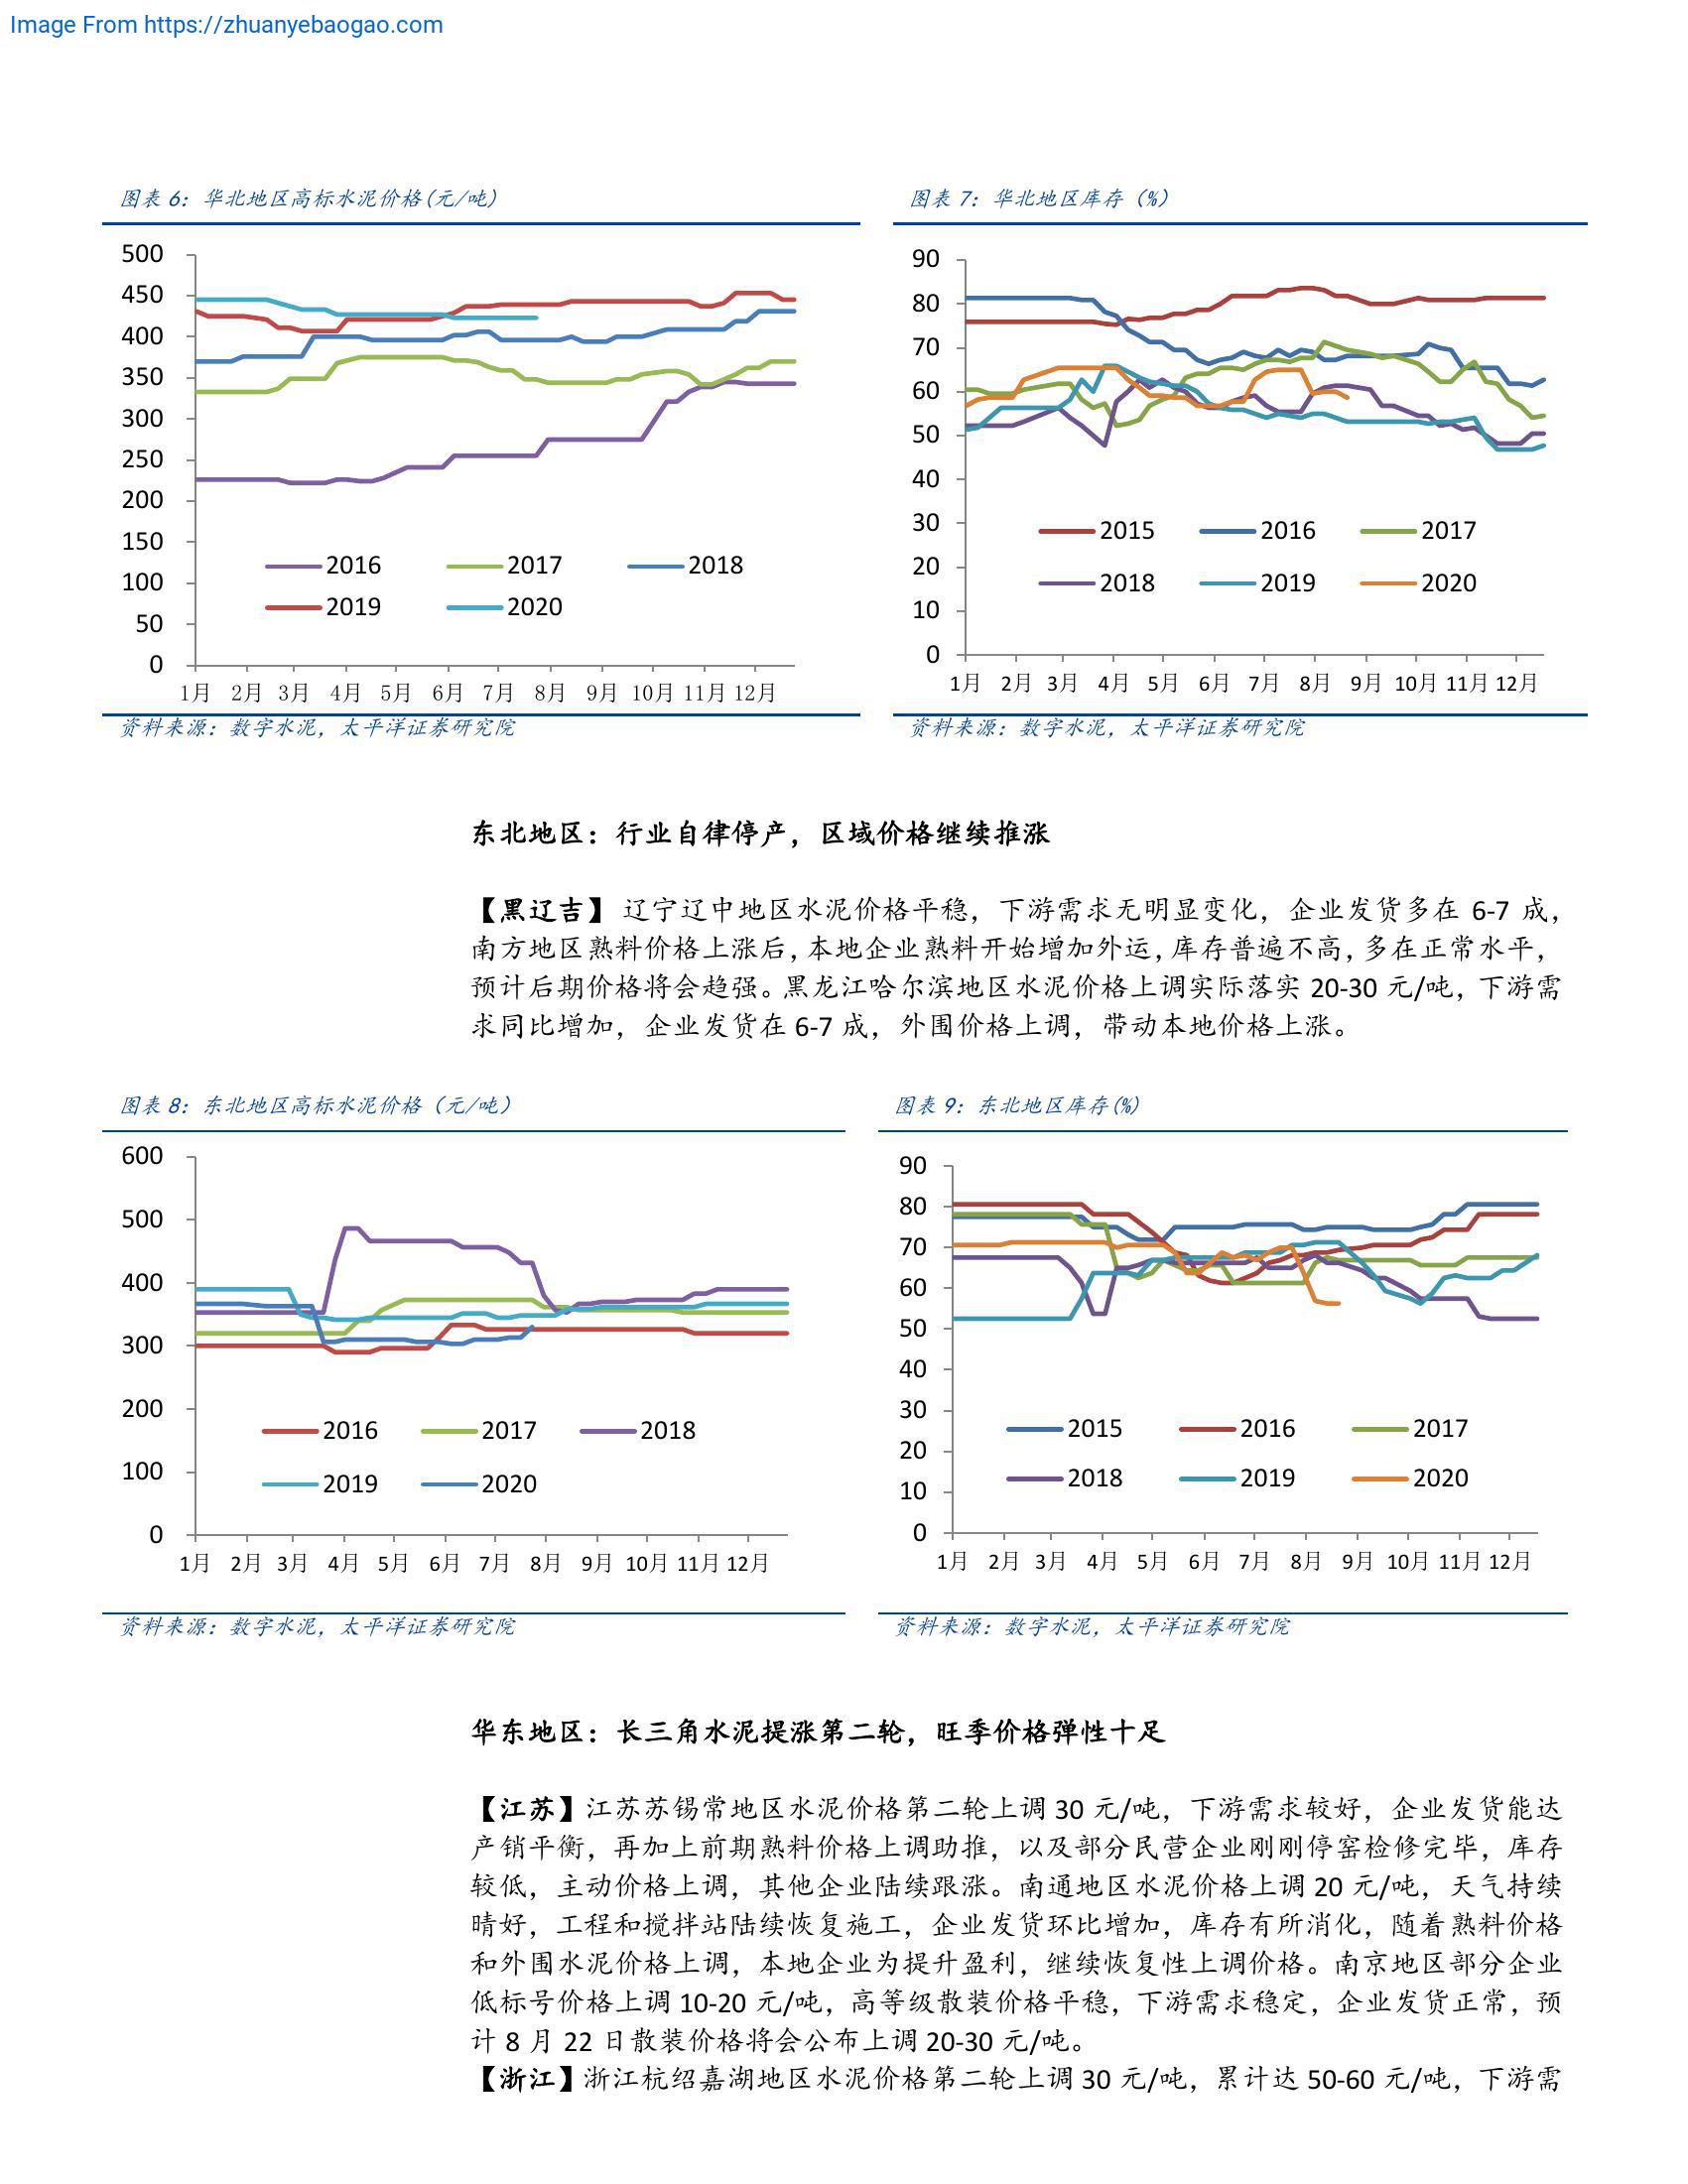 Image From https://zhuanyebaogao.com
图表 6：华北地区高标水泥价格(元/吨)
500
450
400
350
300
250
200
150
100
50
0
1月 2月 3月 4月 5月 6月 7月 8月 9月 10月 11月 12月
2016 2017 2018
2019 2020
资料来源：数字水泥，太平洋证券研究院
图表 7：华北地区库存（%）
90
80
70
60
50
40
30
20
10
0
1月 2月 3月 4月 5月 6月 7月 8月 9月 10月 11月 12月
2015 2016 2017
2018 2019 2020
资料来源：数字水泥，太平洋证券研究院
东北地区：行业自律停产，区域价格继续推涨
【黑辽吉】 辽宁辽中地区水泥价格平稳，下游需求无明显变化，企业发货多在 6-7 成，
南方地区熟料价格上涨后，本地企业熟料开始增加外运，库存普遍不高，多在正常水平，
预计后期价格将会趋强。黑龙江哈尔滨地区水泥价格上调实际落实 20-30 元/吨，下游需
求同比增加，企业发货在 6-7 成，外围价格上调，带动本地价格上涨。
图表 8：东北地区高标水泥价格（元/吨）
600
500
400
300
200
100
0
1月 2月 3月 4月 5月 6月 7月 8月 9月 10月 11月 12月
2016 2017 2018
2019 2020
资料来源：数字水泥，太平洋证券研究院
图表 9：东北地区库存(%)
90
80
70
60
50
40
30
20
10
0
1月 2月 3月 4月 5月 6月 7月 8月 9月 10月 11月 12月
2015 2016 2017
2018 2019 2020
资料来源：数字水泥，太平洋证券研究院
华东地区：长三角水泥提涨第二轮，旺季价格弹性十足
【江苏】江苏苏锡常地区水泥价格第二轮上调 30 元/吨，下游需求较好，企业发货能达
产销平衡，再加上前期熟料价格上调助推，以及部分民营企业刚刚停窑检修完毕，库存
较低，主动价格上调，其他企业陆续跟涨。南通地区水泥价格上调 20 元/吨，天气持续
晴好，工程和搅拌站陆续恢复施工，企业发货环比增加，库存有所消化，随着熟料价格
和外围水泥价格上调，本地企业为提升盈利，继续恢复性上调价格。南京地区部分企业
低标号价格上调 10-20 元/吨，高等级散装价格平稳，下游需求稳定，企业发货正常，预
计 8 月 22 日散装价格将会公布上调 20-30 元/吨。
【浙江】浙江杭绍嘉湖地区水泥价格第二轮上调 30 元/吨，累计达 50-60 元/吨，下游需